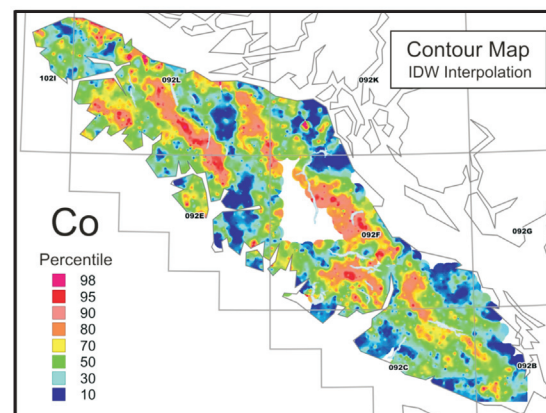 Contour Map
IDW Interpolation
102I
092L
092K
092E
092F
092G
092C
092B
Co
Percentile
98
95
90
80
70
50
30
10